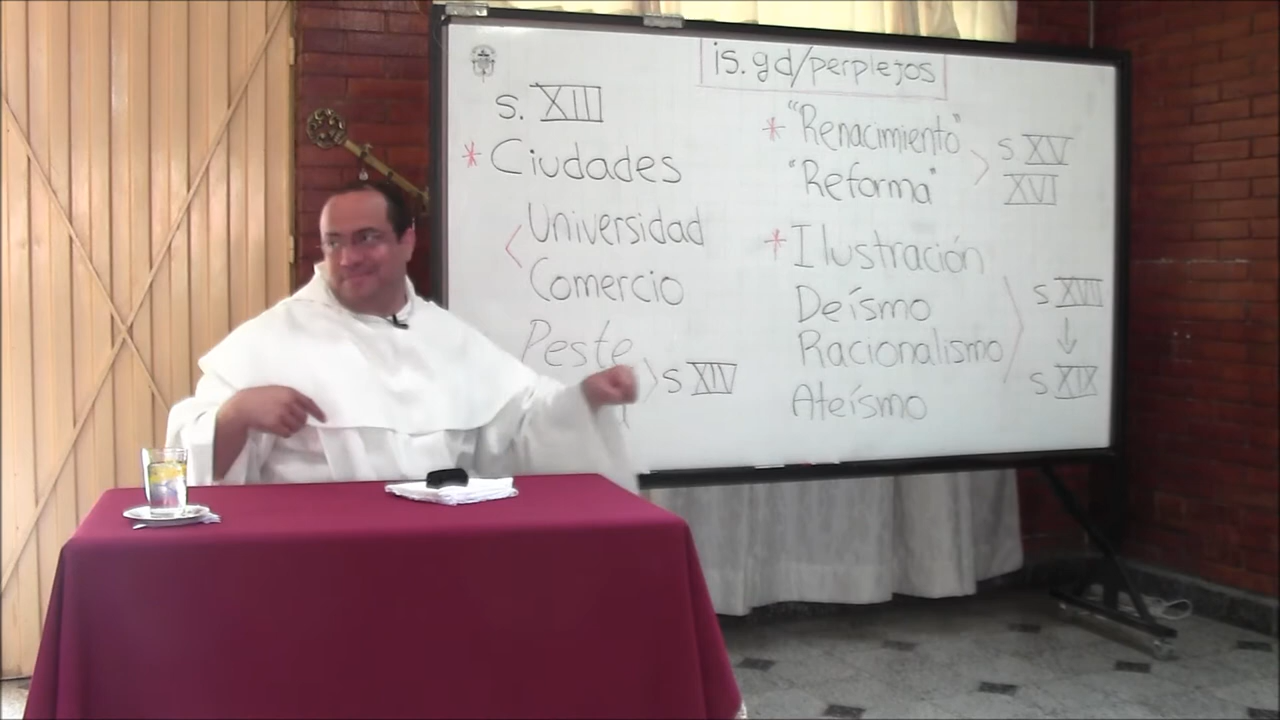 is.gd/perplejos
s. XIII
* Ciudades
Universidad
Comercio
Peste
s XIV
* "Renacimiento"
"Reforma"
s XV
XVI
* Ilustración
Deísmo
Racionalismo
Ateísmo
s XVII
s XIX